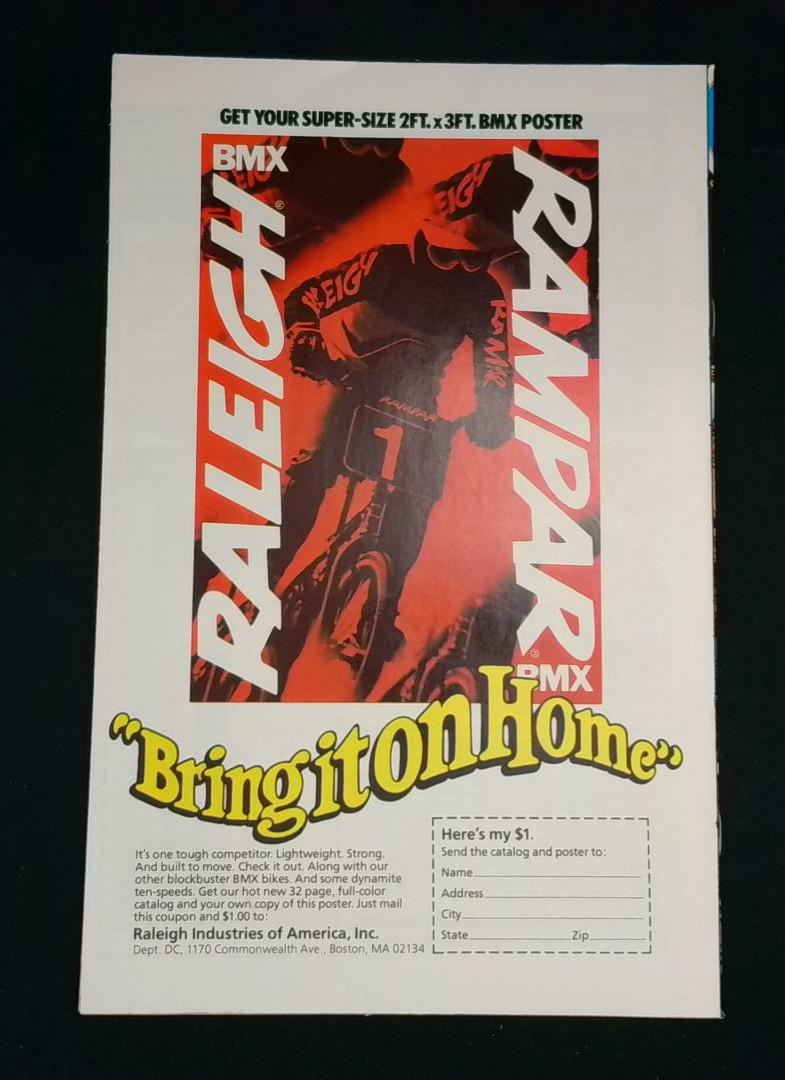 GET YOUR SUPER-SIZE 2FT. x 3FT. BMX POSTER
BMX
RALEIGH®
RAMPAR®
BMX
EIGH
EIGH
RAMPAR
1
"Bring it on Home"
It's one tough competitor. Lightweight. Strong.
And built to move. Check it out. Along with our
other blockbuster BMX bikes. And some dynamite
ten-speeds. Get our hot new 32 page, full-color
catalog and your own copy of this poster. Just mail
this coupon and $1.00 to:
Raleigh Industries of America, Inc.
Dept. DC, 1170 Commonwealth Ave., Boston, MA 02134
Here's my $1.
Send the catalog and poster to:
Name
Address
City
State Zip